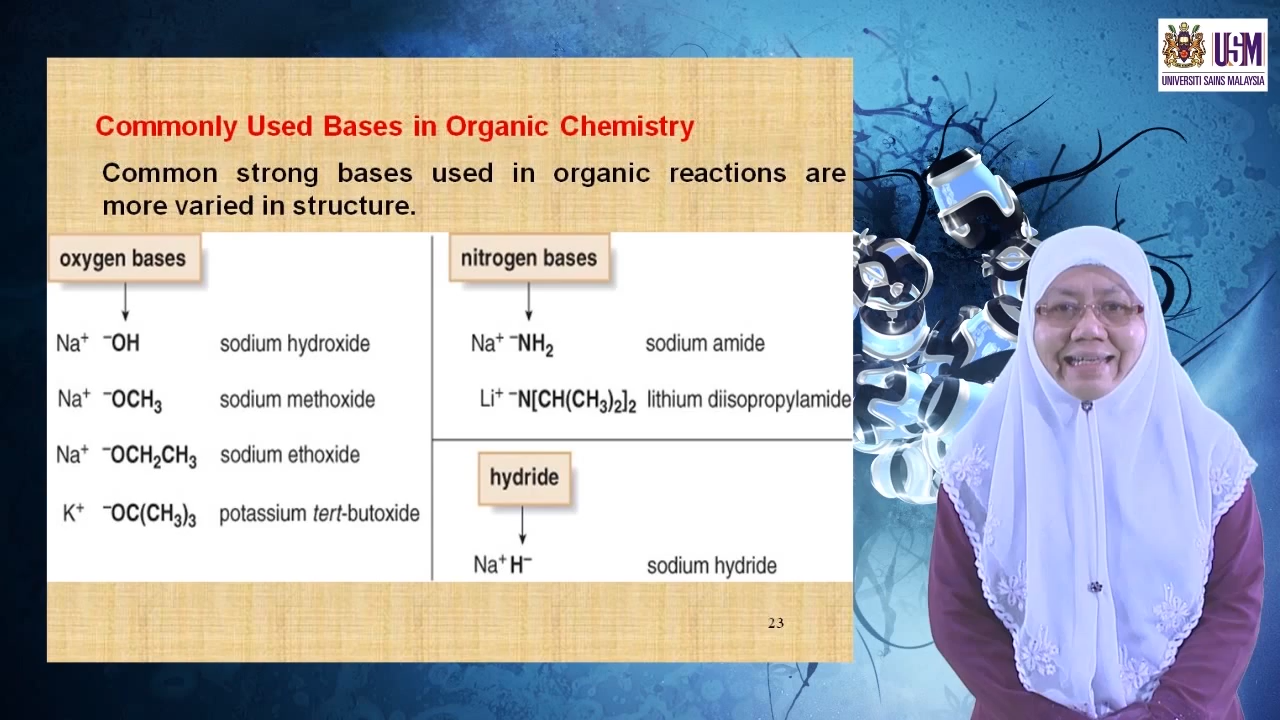 USM
UNIVERSITI SAINS MALAYSIA
Commonly Used Bases in Organic Chemistry
Common strong bases used in organic reactions are
more varied in structure.
oxygen bases
Na⁺ ⁻OH sodium hydroxide
Na⁺ ⁻OCH₃ sodium methoxide
Na⁺ ⁻OCH₂CH₃ sodium ethoxide
K⁺ ⁻OC(CH₃)₃ potassium tert-butoxide
nitrogen bases
Na⁺ ⁻NH₂ sodium amide
Li⁺ ⁻N[CH(CH₃)₂]₂ lithium diisopropylamide
hydride
Na⁺ H⁻ sodium hydride
23